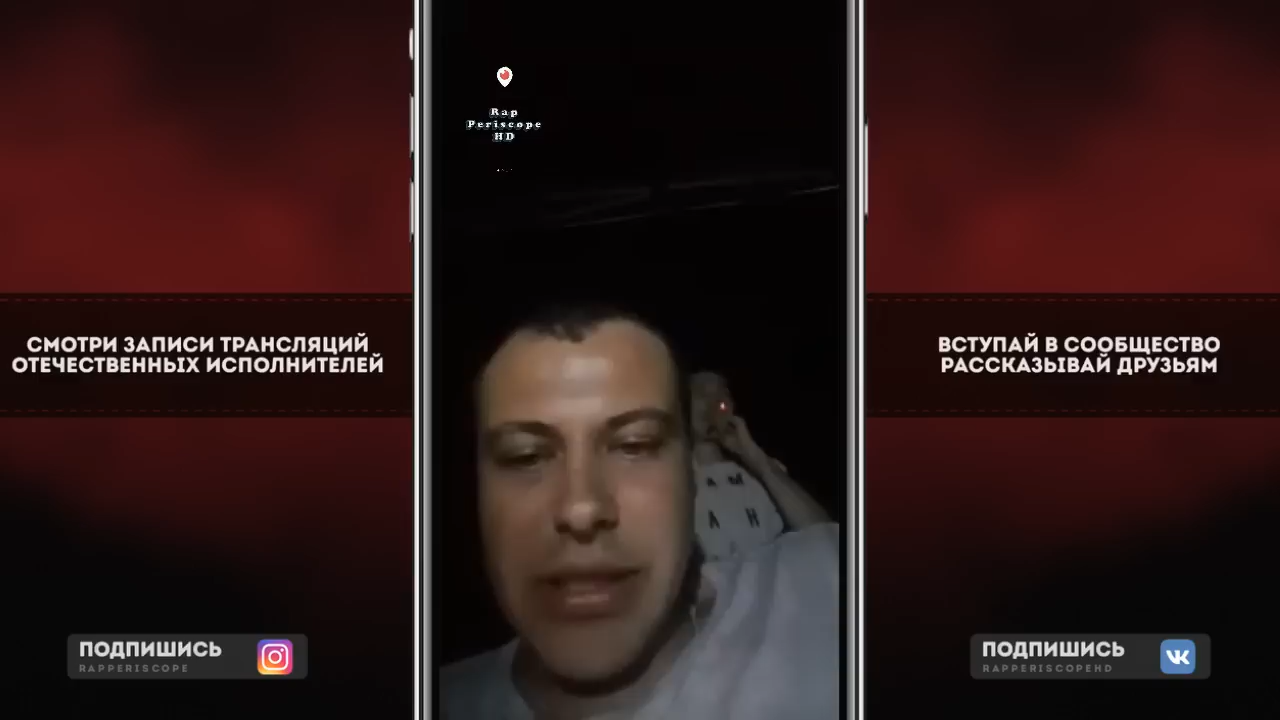 Rap
Periscope
HD
СМОТРИ ЗАПИСИ ТРАНСЛЯЦИЙ
ОТЕЧЕСТВЕННЫХ ИСПОЛНИТЕЛЕЙ
ВСТУПАЙ В СООБЩЕСТВО
РАССКАЗЫВАЙ ДРУЗЬЯМ
ПОДПИШИСЬ
RAPPERISCOPE
ПОДПИШИСЬ
RAPPERISCOPEHD